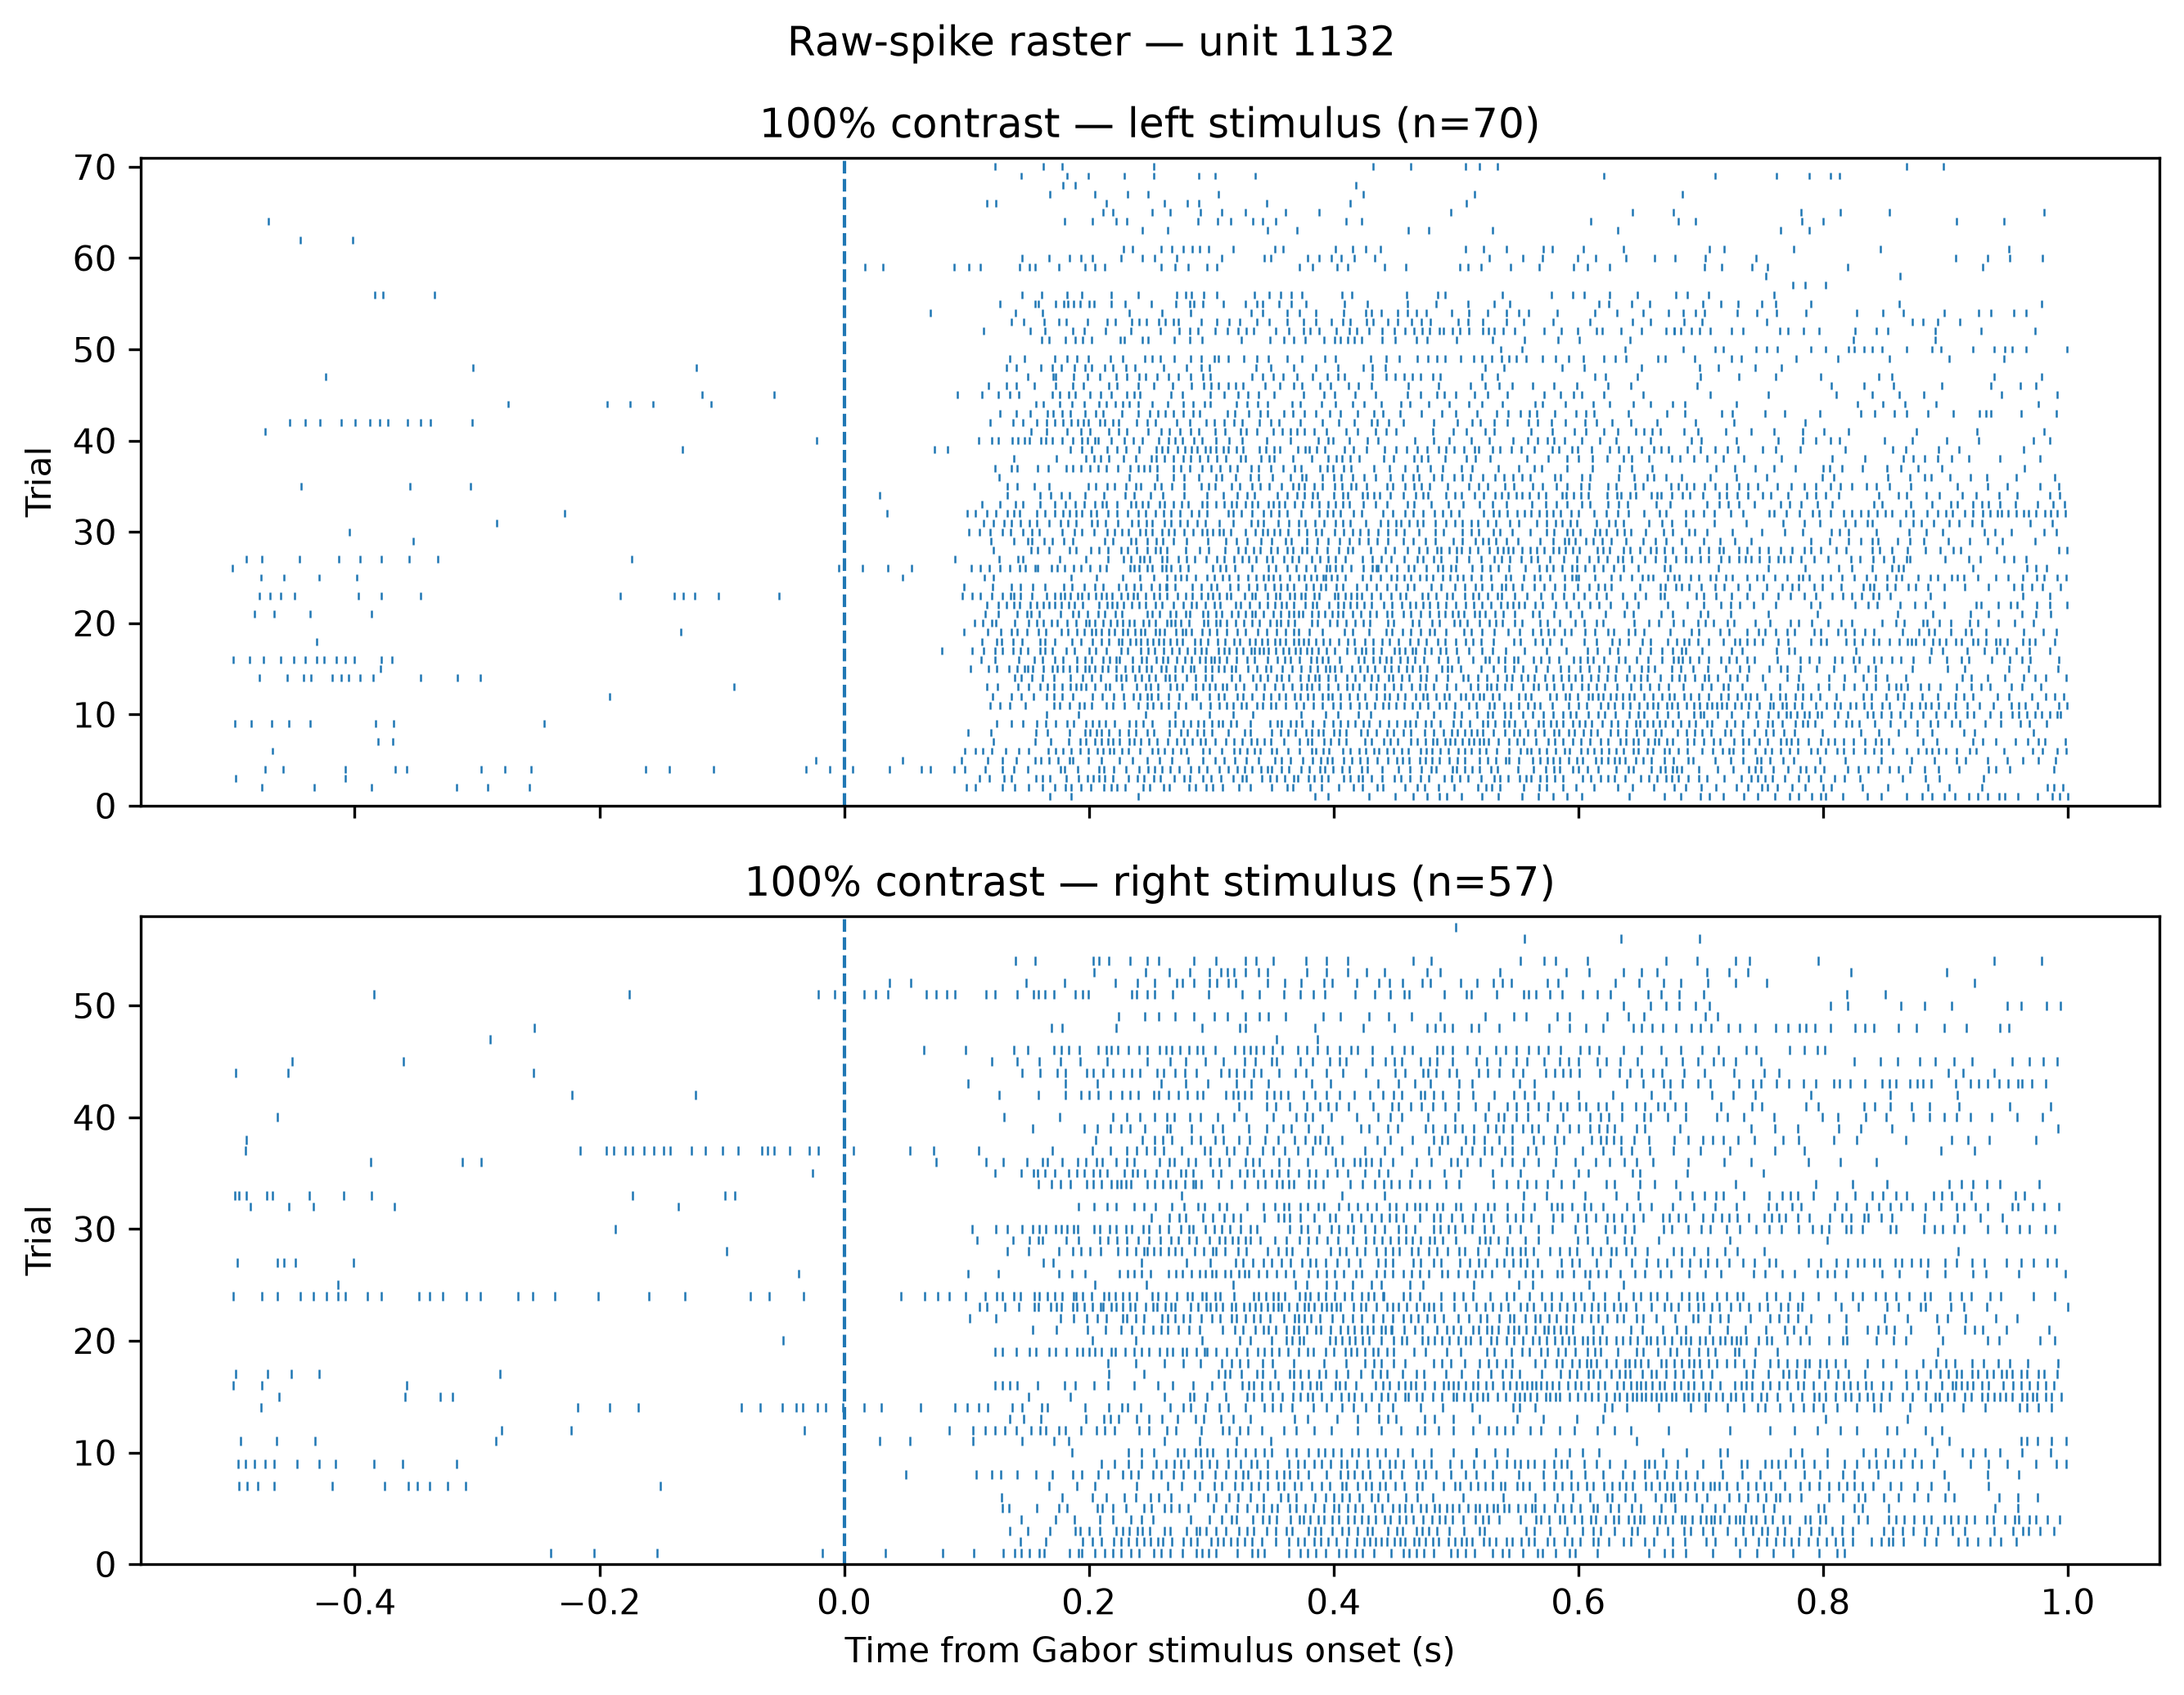 Raw-spike raster — unit 1132
100% contrast — left stimulus (n=70)
70
60
50
40
30
20
10
0
Trial
100% contrast — right stimulus (n=57)
50
40
30
20
10
0
Trial
−0.4 −0.2 0.0 0.2 0.4 0.6 0.8 1.0
Time from Gabor stimulus onset (s)